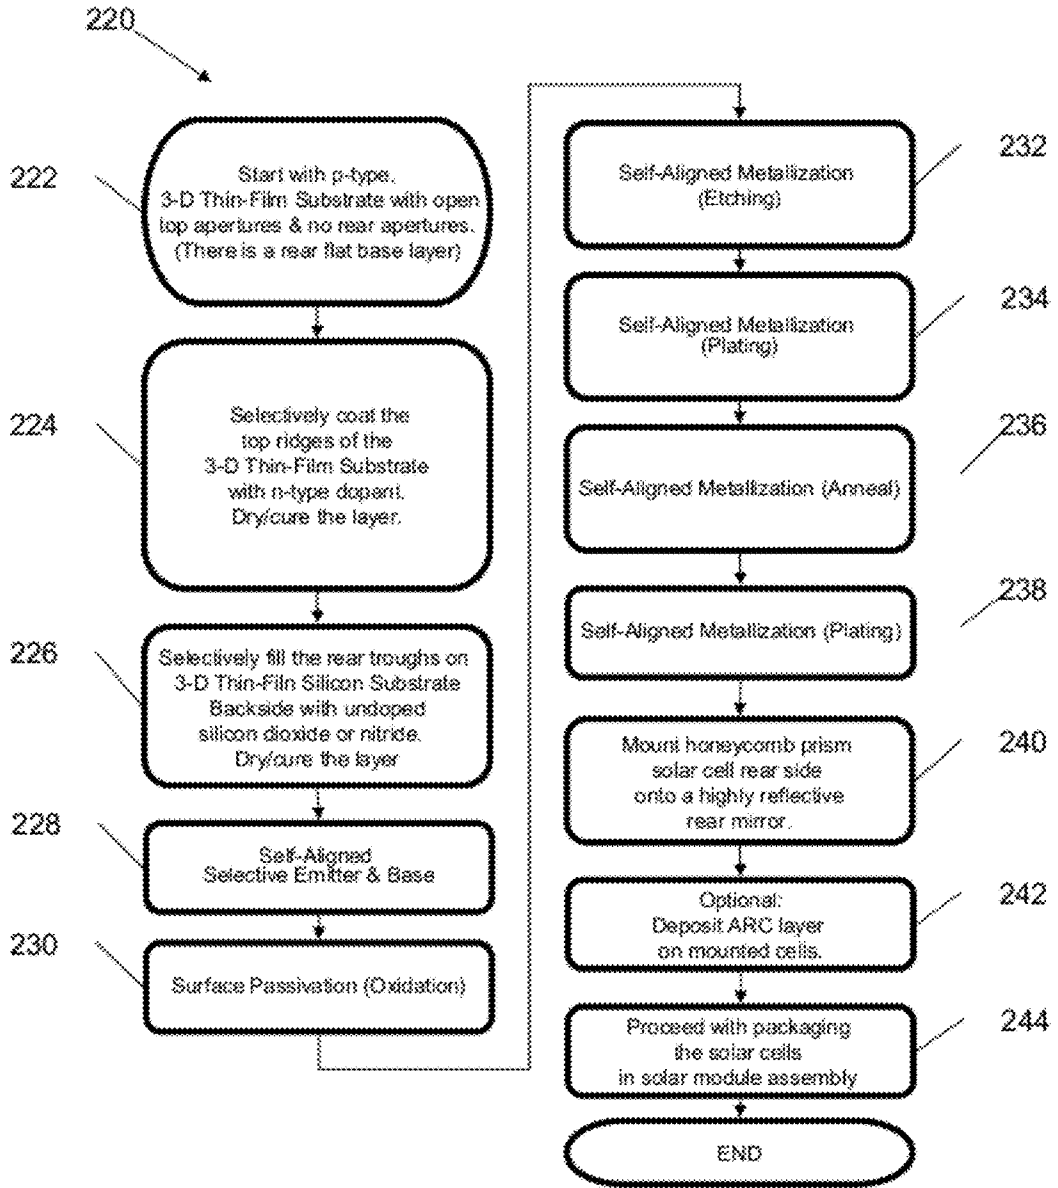 220
222
Start with p-type.
3-D Thin-Film Substrate with open
top apertures & no rear apertures.
(There is a rear flat base layer)
224
Selectively coat the
top ridges of the
3-D Thin-Film Substrate
with n-type dopant.
Dry/cure the layer.
226
Selectively fill the rear troughs on
3-D Thin-Filn Silicon Substrate
Backside with undoped
silicon dioxide or nitride.
Dry/cure the layer
228
Self-Aligned
Selective Emitter & Base
230
Surface Passivation (Oxidation)
232
Self-Aligned Metallization
(Etching)
234
Self-Aligned Metallization
(Plating)
236
Self-Aligned Metallization (Anneal)
238
Self-Aligned Metallization (Plating)
240
Mount honeycomb prism
solar cell rear side
onto a highly reflective
rear mirror.
242
Optional:
Deposit ARC layer
on mounted cells.
244
Proceed with packaging
the solar cells
in solar module assembly
END